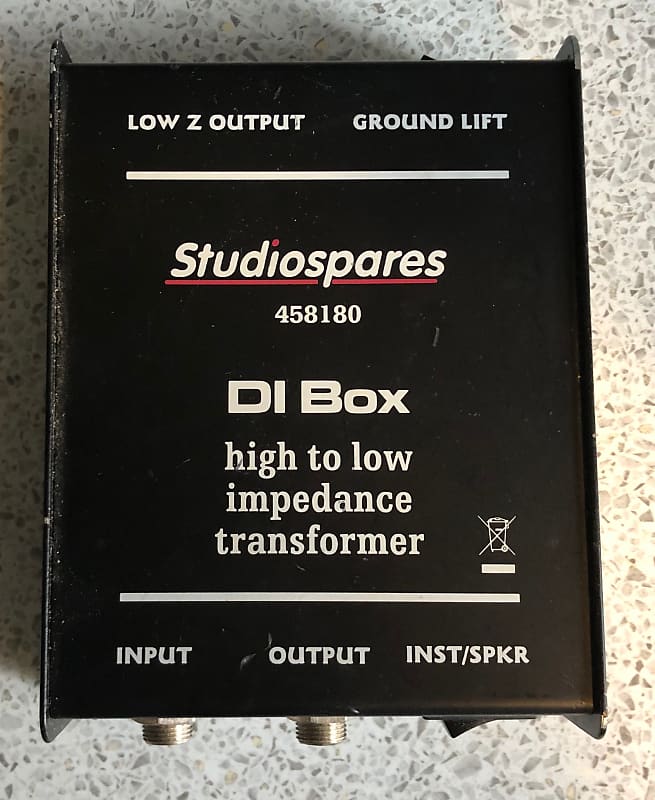 LOW Z OUTPUT GROUND LIFT
Studiospares
458180
DI Box
high to low
impedance
transformer
INPUT OUTPUT INST/SPKR